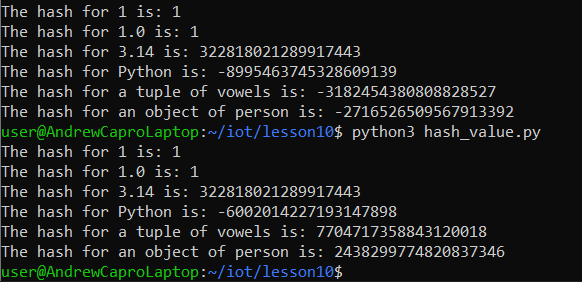 The hash for 1 is: 1
The hash for 1.0 is: 1
The hash for 3.14 is: 322818021289917443
The hash for Python is: -8995463745328609139
The hash for a tuple of vowels is: -3182454380808828527
The hash for an object of person is: -2716526509567913392
user@AndrewCaproLaptop:~/iot/lesson10$ python3 hash_value.py
The hash for 1 is: 1
The hash for 1.0 is: 1
The hash for 3.14 is: 322818021289917443
The hash for Python is: -6002014227193147898
The hash for a tuple of vowels is: 7704717358843120018
The hash for an object of person is: 2438299774820837346
user@AndrewCaproLaptop:~/iot/lesson10$